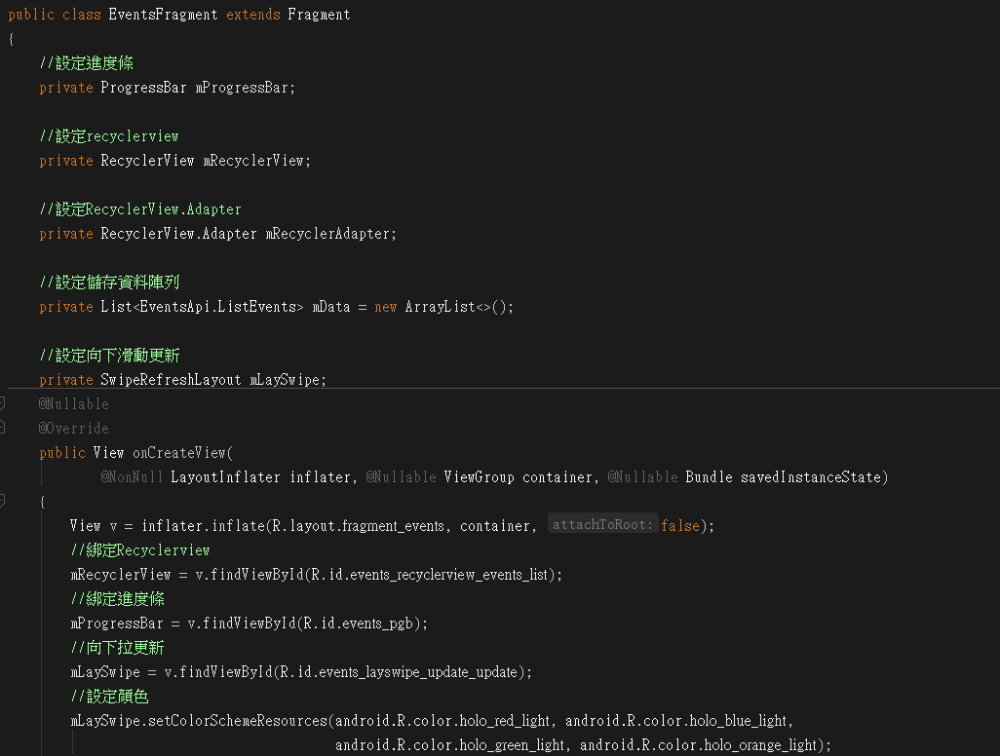 public class EventsFragment extends Fragment
{
//設定進度條
private ProgressBar mProgressBar;
//設定recyclerview
private RecyclerView mRecyclerView;
//設定RecyclerView.Adapter
private RecyclerView.Adapter mRecyclerAdapter;
//設定儲存資料陣列
private List<EventsApi.ListEvents> mData = new ArrayList<>();
//設定向下滑動更新
private SwipeRefreshLayout mLaySwipe;
@Nullable
@Override
public View onCreateView(
@NonNull LayoutInflater inflater, @Nullable ViewGroup container, @Nullable Bundle savedInstanceState)
{
View v = inflater.inflate(R.layout.fragment_events, container, attachToRoot: false);
//綁定Recyclerview
mRecyclerView = v.findViewById(R.id.events_recyclerview_events_list);
//綁定進度條
mProgressBar = v.findViewById(R.id.events_pgb);
//向下拉更新
mLaySwipe = v.findViewById(R.id.events_layswipe_update_update);
//設定顏色
mLaySwipe.setColorSchemeResources(android.R.color.holo_red_light, android.R.color.holo_blue_light,
android.R.color.holo_green_light, android.R.color.holo_orange_light);